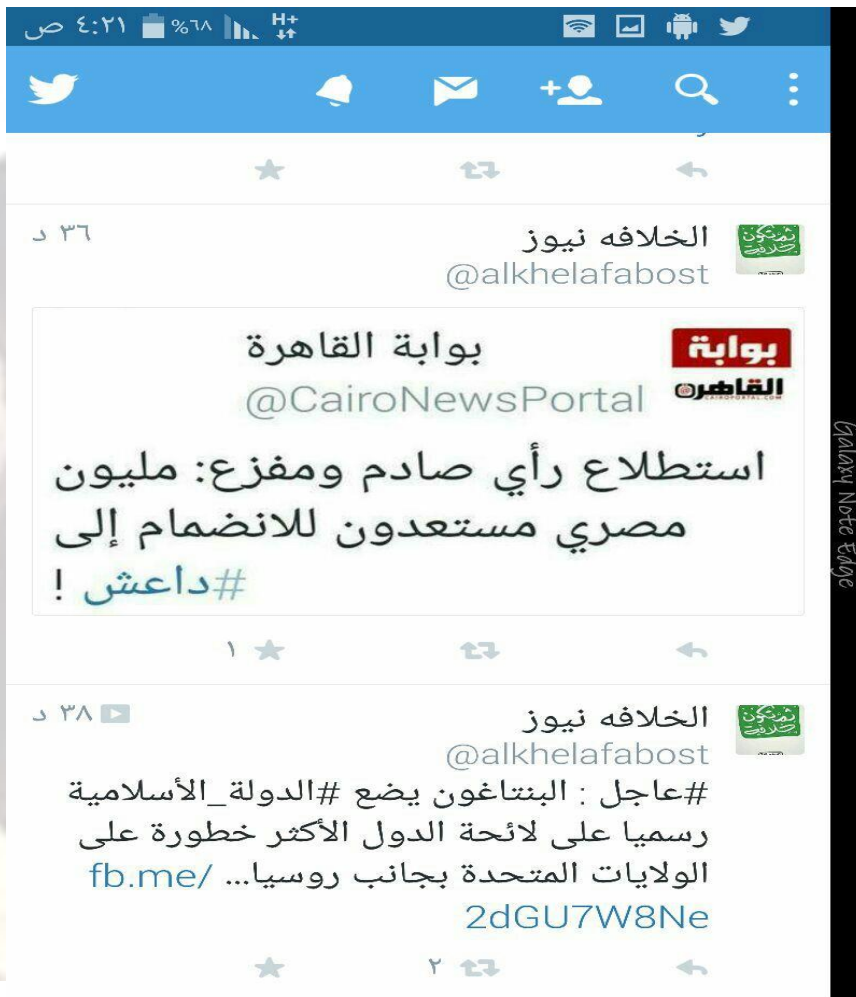 ٤:٢١ ص ٦٨% H+
٣٦ د
الخلافه نيوز
@alkhelafabost
بوابة القاهرة
@CairoNewsPortal
بوابة
القاهرة
CAIROPORTAL.COM
استطلاع رأي صادم ومفزع: مليون
مصري مستعدون للانضمام إلى
#داعش !
١
٣٨ د
الخلافه نيوز
@alkhelafabost
#عاجل : البنتاغون يضع #الدولة_الأسلامية
رسميا على لائحة الدول الأكثر خطورة على
الولايات المتحدة بجانب روسيا... fb.me/
2dGU7W8Ne
٢
Galaxy Note Edge